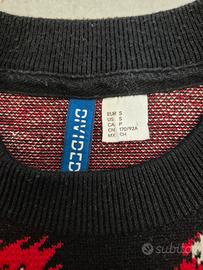 DIVIDED
EUR S
US S
CA P
CN 170/92A
MX CH
subito